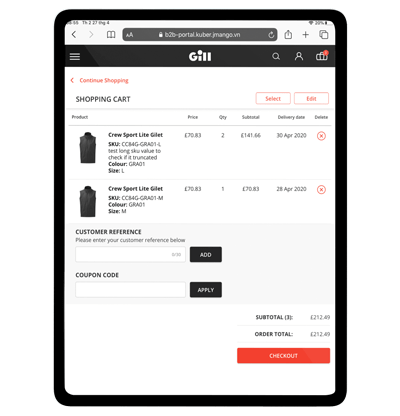 55 Th 2 27 thg 4
20%
AA b2b-portal.kuber.jmango.vn
Gill
Continue Shopping
SHOPPING CART
Select
Edit
Product Price Qty Subtotal Delivery date Delete
Crew Sport Lite Gilet £70.83 2 £141.66 30 Apr 2020
SKU: CC84G-GRA01-L
test long sku value to
check if it truncated
Colour: GRA01
Size: L
Crew Sport Lite Gilet £70.83 1 £70.83 28 Apr 2020
SKU: CC84G-GRA01-M
Colour: GRA01
Size: M
CUSTOMER REFERENCE
Please enter your customer reference below
0/30
ADD
COUPON CODE
APPLY
SUBTOTAL (3): £212.49
ORDER TOTAL: £212.49
CHECKOUT